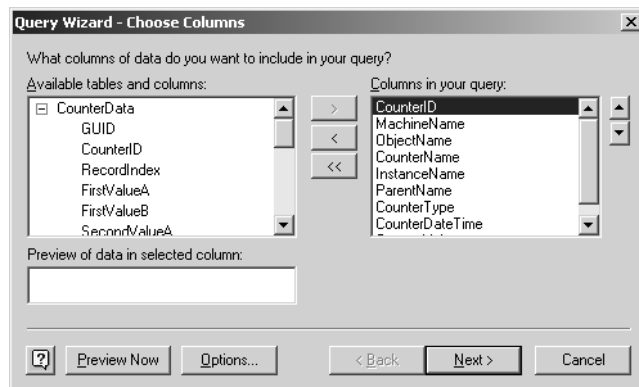 Query Wizard - Choose Columns
What columns of data do you want to include in your query?
Available tables and columns:
CounterData
GUID
CounterID
RecordIndex
FirstValueA
FirstValueB
SecondValueA
>
<
<<
Columns in your query:
CounterID
MachineName
ObjectName
CounterName
InstanceName
ParentName
CounterType
CounterDateTime
Preview of data in selected column:
?
Preview Now
Options...
< Back
Next >
Cancel